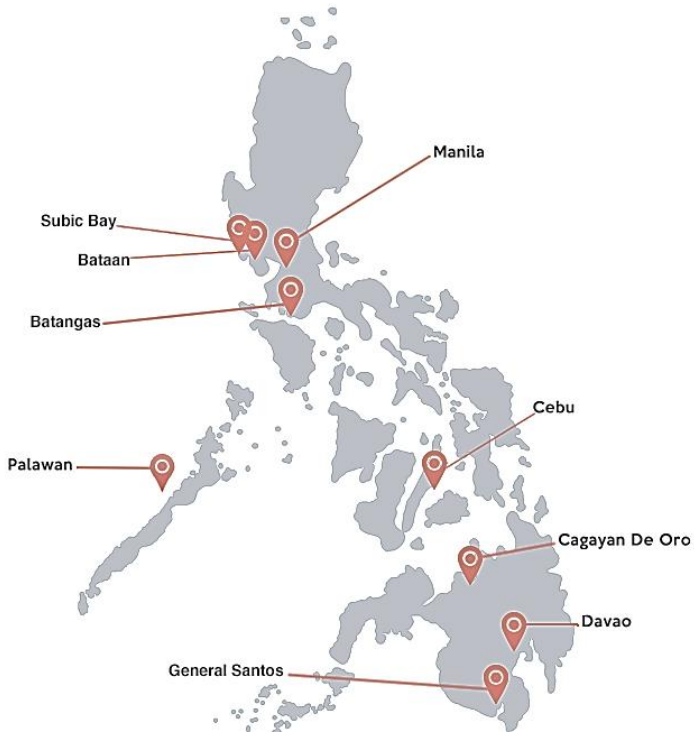 Manila
Subic Bay
Bataan
Batangas
Cebu
Palawan
Cagayan De Oro
Davao
General Santos